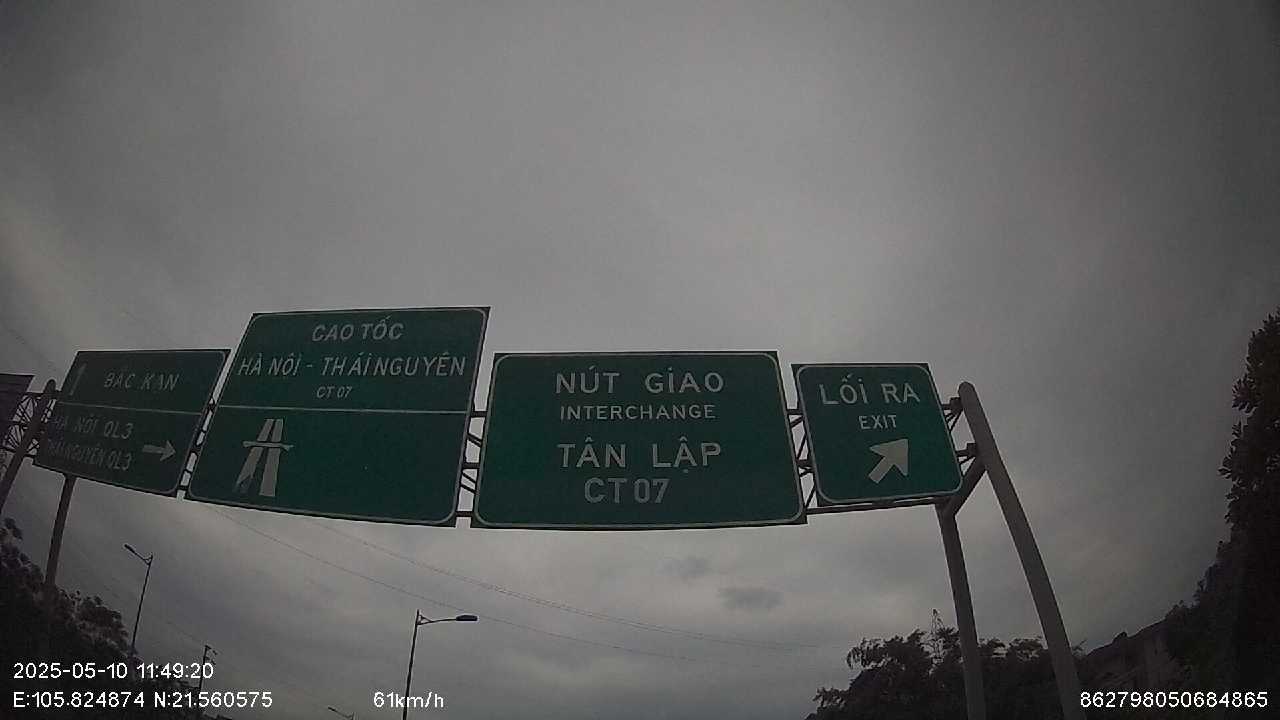 BẮC KẠN
HÀ NỘI QL3
THÁI NGUYÊN QL3
CAO TỐC
HÀ NỘI - THÁI NGUYÊN
CT 07
NÚT GIAO
INTERCHANGE
TÂN LẬP
CT 07
LỐI RA
EXIT
2025-05-10 11:49:20
E:105.824874 N:21.560575
61km/h
862798050684865